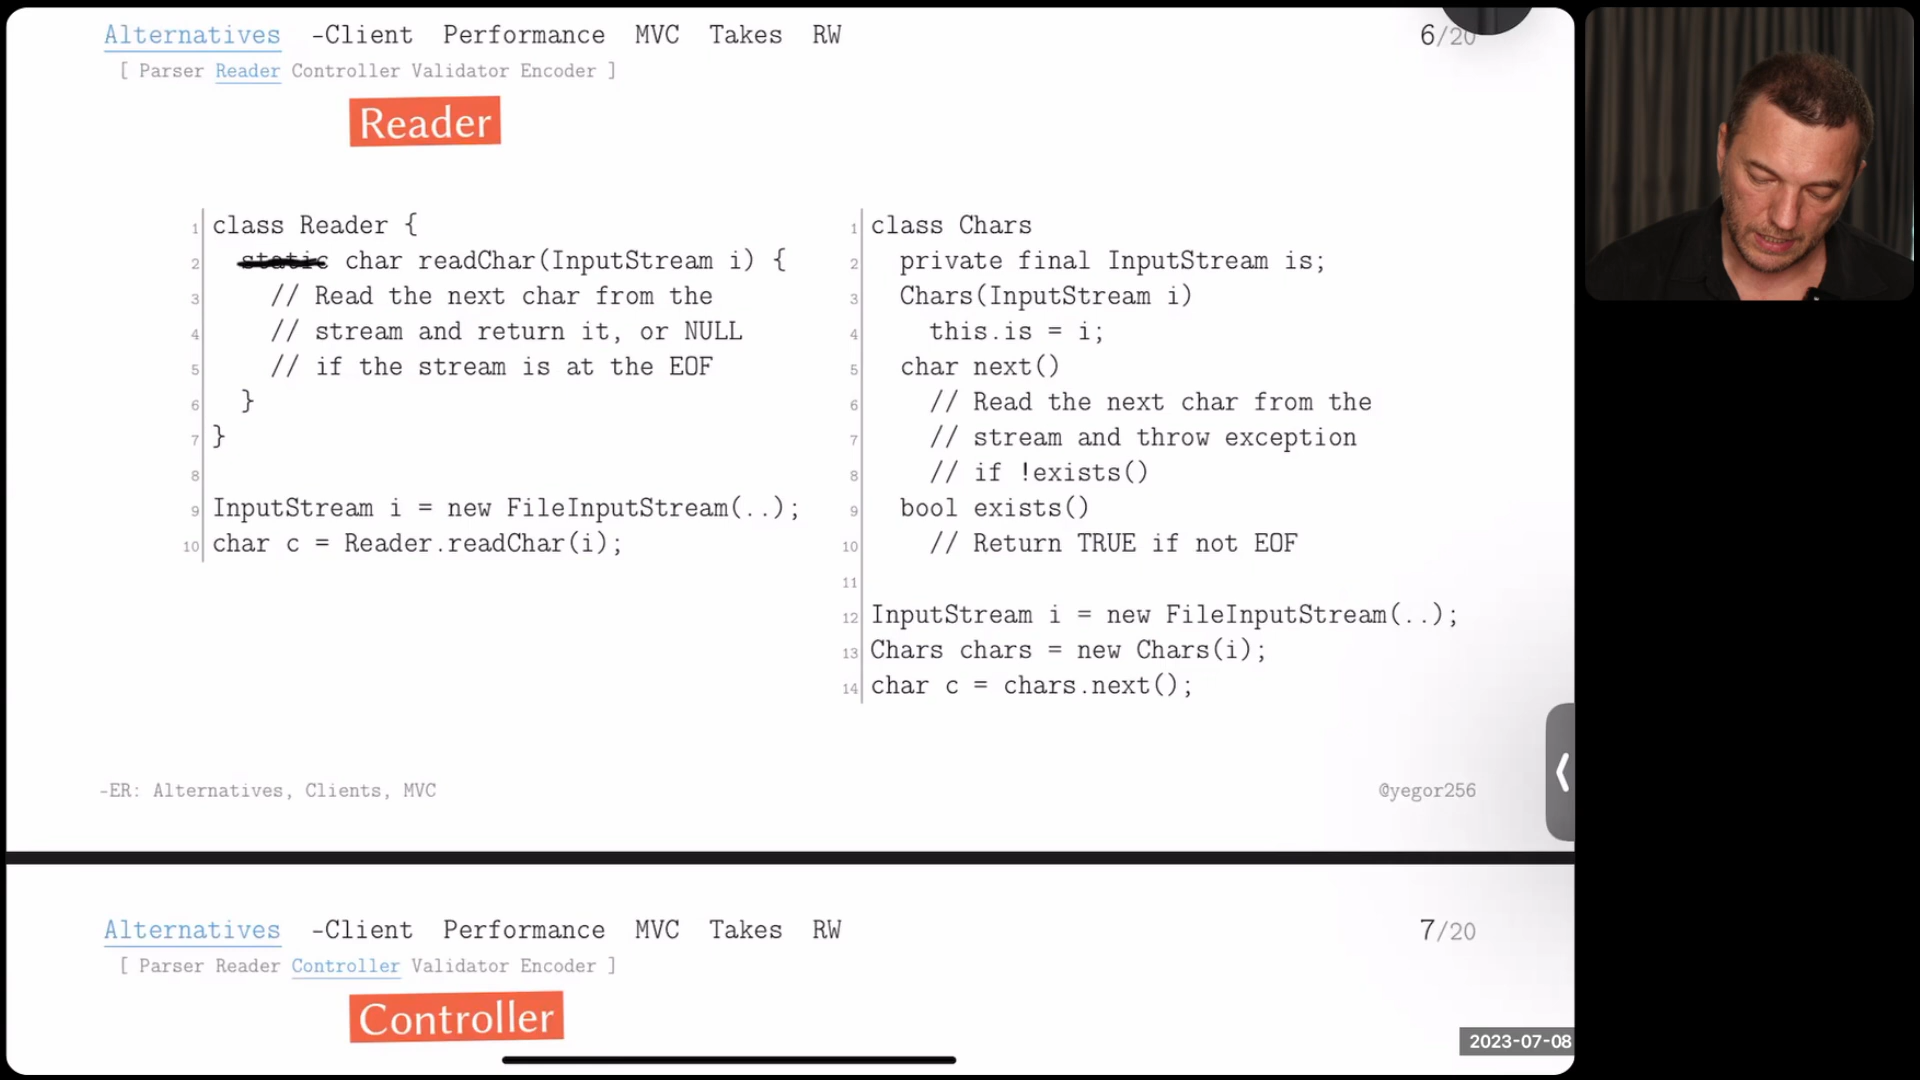 Alternatives -Client Performance MVC Takes RW 6/20
[ Parser Reader Controller Validator Encoder ]
Reader
1 class Reader {
2 static char readChar(InputStream i) {
3 // Read the next char from the
4 // stream and return it, or NULL
5 // if the stream is at the EOF
6 }
7 }
8
9 InputStream i = new FileInputStream(..);
10 char c = Reader.readChar(i);
1 class Chars
2 private final InputStream is;
3 Chars(InputStream i)
4 this.is = i;
5 char next()
6 // Read the next char from the
7 // stream and throw exception
8 // if !exists()
9 bool exists()
10 // Return TRUE if not EOF
11
12 InputStream i = new FileInputStream(..);
13 Chars chars = new Chars(i);
14 char c = chars.next();
-ER: Alternatives, Clients, MVC @yegor256
Alternatives -Client Performance MVC Takes RW 7/20
[ Parser Reader Controller Validator Encoder ]
Controller
2023-07-08